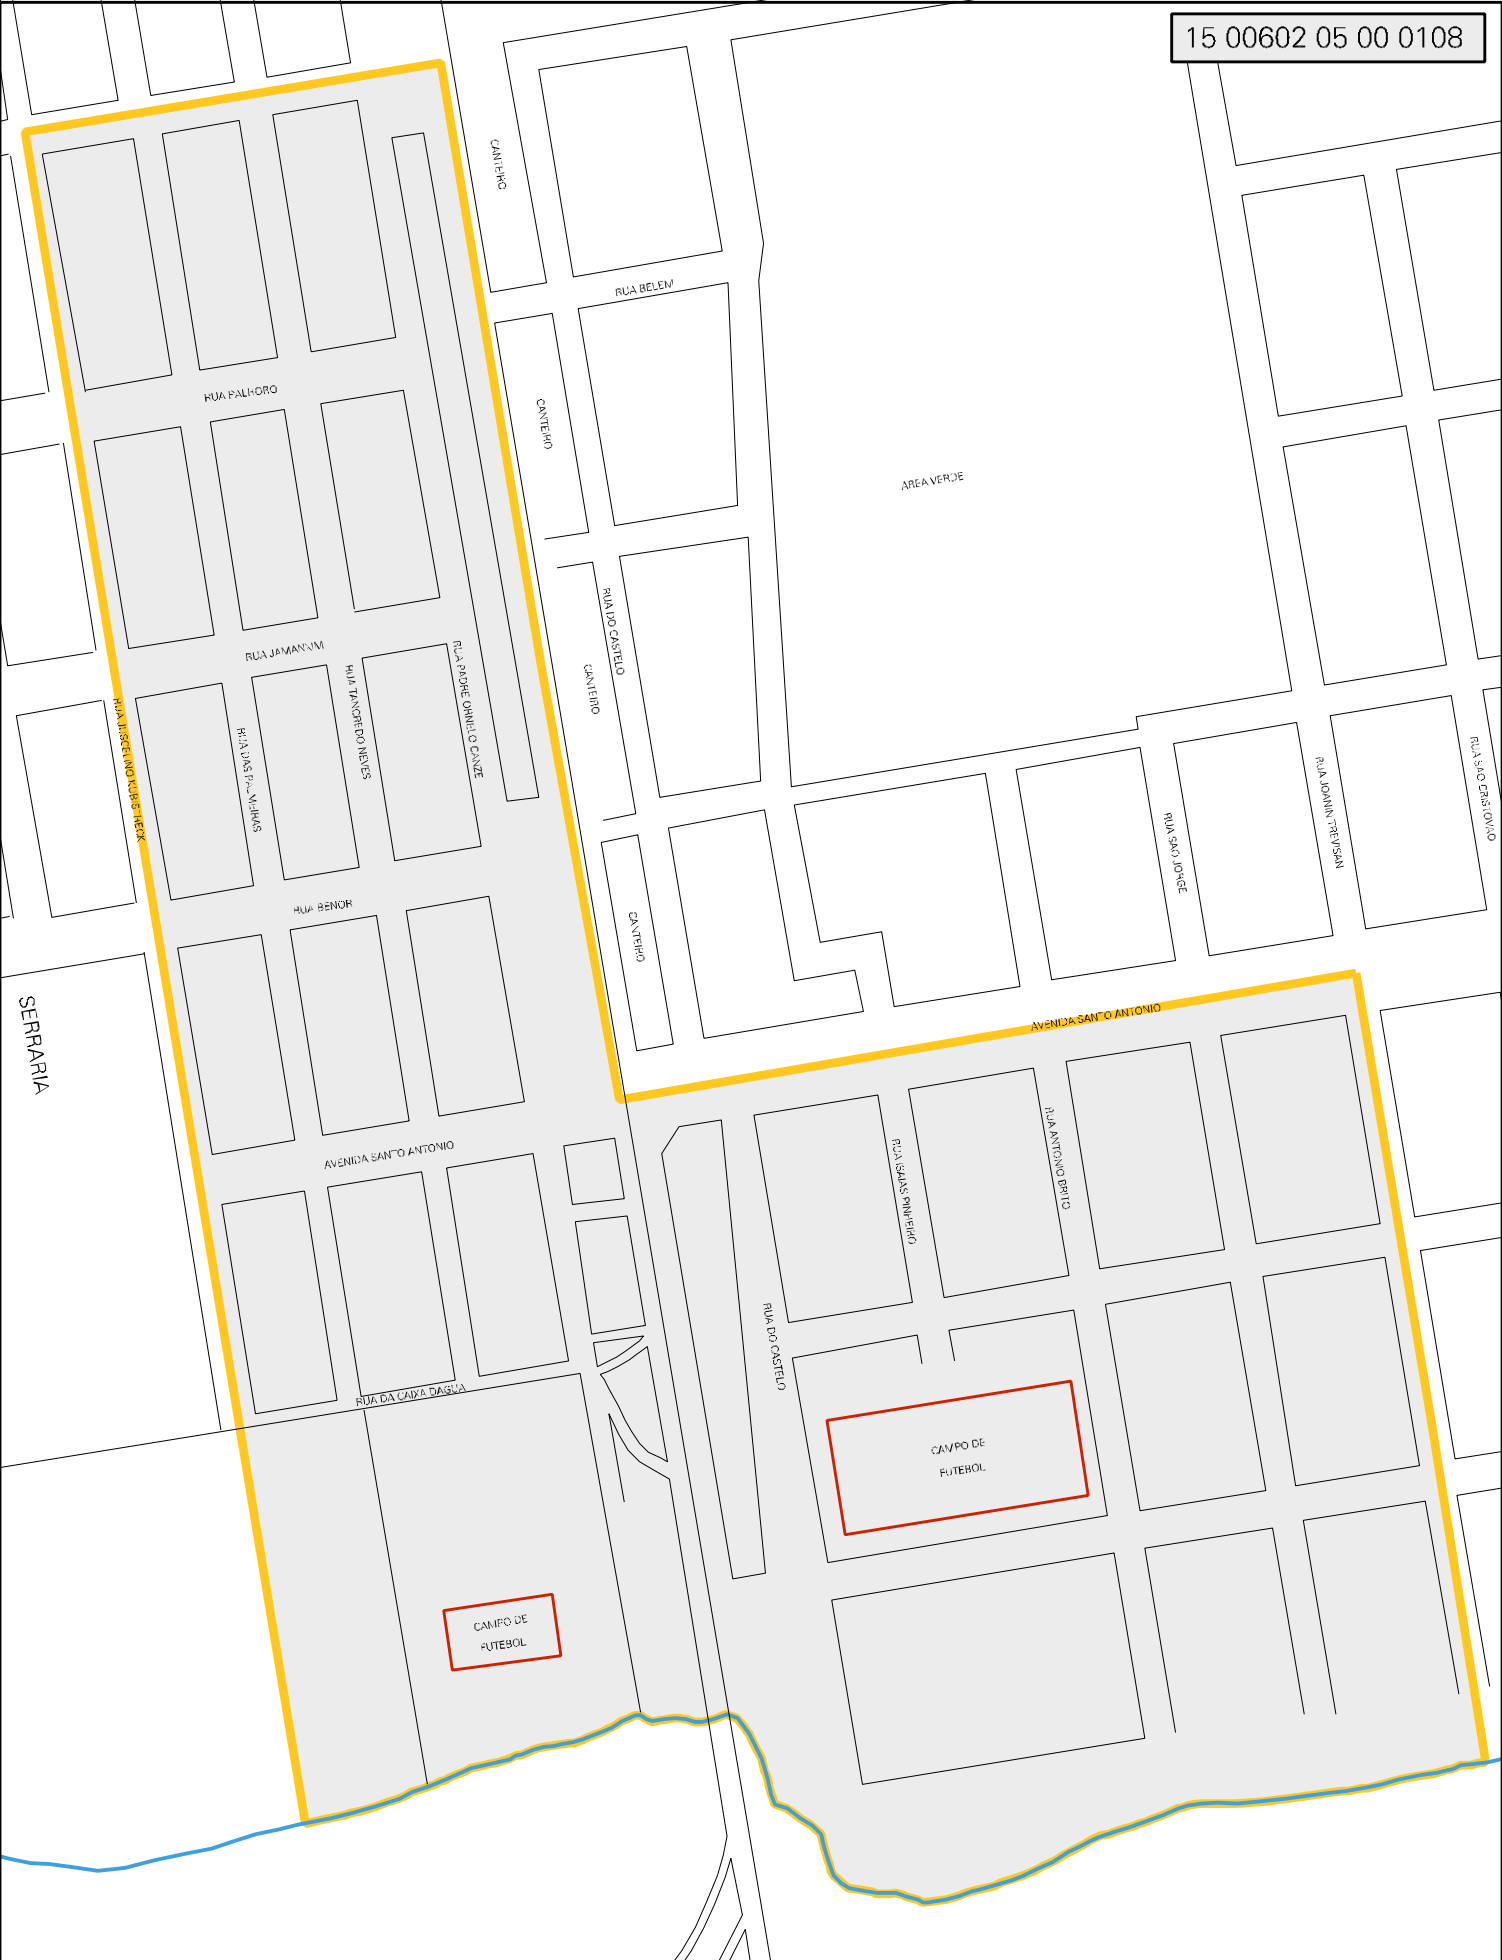 15 00602 05 00 0108
CANTEIRO
RUA BELEM
RUA PALHORO
CANTEIRO
AREA VERDE
RUA DO CASTELO
RUA JAMANXIM
RUA PADRE ORNELO CANZE
RUA TANCREDO NEVES
CANTEIRO
RUA JUSCELINO KUBISTHECK
RUA DAS PALMEIRAS
RUA SAO CRISTOVAO
RUA JOANIN TREVISAN
RUA SAO JORGE
RUA BENOR
CANTEIRO
SERRARIA
AVENIDA SANTO ANTONIO
RUA ANTONIO BRITO
RUA ISAIAS PINHEIRO
AVENIDA SANTO ANTONIO
RUA DO CASTELO
RUA DA CAIXA DAGUA
CAMPO DE
FUTEBOL
CAMPO DE
FUTEBOL